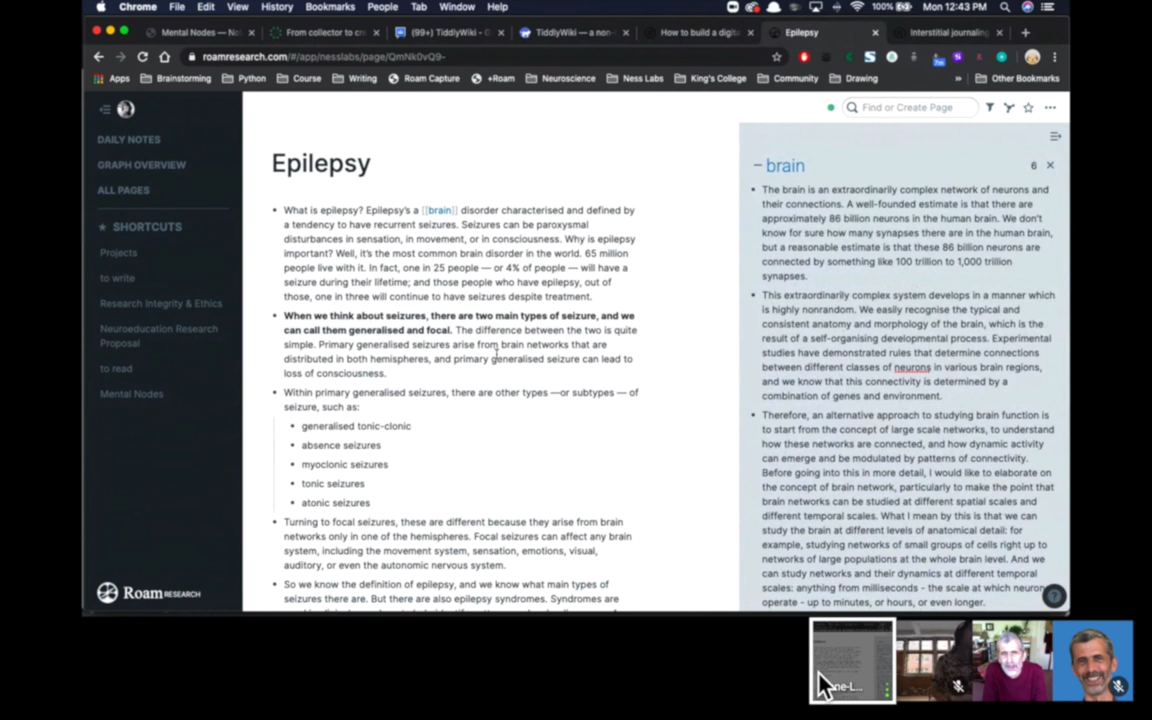 Chrome File Edit View History Bookmarks People Tab Window Help 100% Mon 12:43 PM
Mental Nodes — No
From collector to cr
(99+) TiddlyWiki - G
TiddlyWiki — a non-
How to build a digit
Epilepsy
Interstitial journaling
roamresearch.com/#/app/nesslabs/page/QmNk0vQ9-
Apps Brainstorming Python Course Writing Roam Capture +Roam Neuroscience Ness Labs King's College Community Drawing » Other Bookmarks
Find or Create Page
DAILY NOTES
GRAPH OVERVIEW
ALL PAGES
★ SHORTCUTS
Projects
to write
Research Integrity & Ethics
Neuroeducation Research
Proposal
to read
Mental Nodes
Roam RESEARCH
Epilepsy
What is epilepsy? Epilepsy's a [[brain]] disorder characterised and defined by
a tendency to have recurrent seizures. Seizures can be paroxysmal
disturbances in sensation, in movement, or in consciousness. Why is epilepsy
important? Well, it's the most common brain disorder in the world. 65 million
people live with it. In fact, one in 25 people — or 4% of people — will have a
seizure during their lifetime; and those people who have epilepsy, out of
those, one in three will continue to have seizures despite treatment.
When we think about seizures, there are two main types of seizure, and we
can call them generalised and focal. The difference between the two is quite
simple. Primary generalised seizures arise from brain networks that are
distributed in both hemispheres, and primary generalised seizure can lead to
loss of consciousness.
Within primary generalised seizures, there are other types —or subtypes — of
seizure, such as:
generalised tonic-clonic
absence seizures
myoclonic seizures
tonic seizures
atonic seizures
Turning to focal seizures, these are different because they arise from brain
networks only in one of the hemispheres. Focal seizures can affect any brain
system, including the movement system, sensation, emotions, visual,
auditory, or even the autonomic nervous system.
So we know the definition of epilepsy, and we know what main types of
seizures there are. But there are also epilepsy syndromes. Syndromes are
brain 6
The brain is an extraordinarily complex network of neurons and
their connections. A well-founded estimate is that there are
approximately 86 billion neurons in the human brain. We don't
know for sure how many synapses there are in the human brain,
but a reasonable estimate is that these 86 billion neurons are
connected by something like 100 trillion to 1,000 trillion
synapses.
This extraordinarily complex system develops in a manner which
is highly nonrandom. We easily recognise the typical and
consistent anatomy and morphology of the brain, which is the
result of a self-organising developmental process. Experimental
studies have demonstrated rules that determine connections
between different classes of neurons in various brain regions,
and we know that this connectivity is determined by a
combination of genes and environment.
Therefore, an alternative approach to studying brain function is
to start from the concept of large scale networks, to understand
how these networks are connected, and how dynamic activity
can emerge and be modulated by patterns of connectivity.
Before going into this in more detail, I would like to elaborate on
the concept of brain network, particularly to make the point that
brain networks can be studied at different spatial scales and
different temporal scales. What I mean by this is that we can
study the brain at different levels of anatomical detail: for
example, studying networks of small groups of cells right up to
networks of large populations at the whole brain level. And we
can study networks and their dynamics at different temporal
scales: anything from milliseconds - the scale at which neuron
operate - up to minutes, or hours, or even longer.
ne-L...